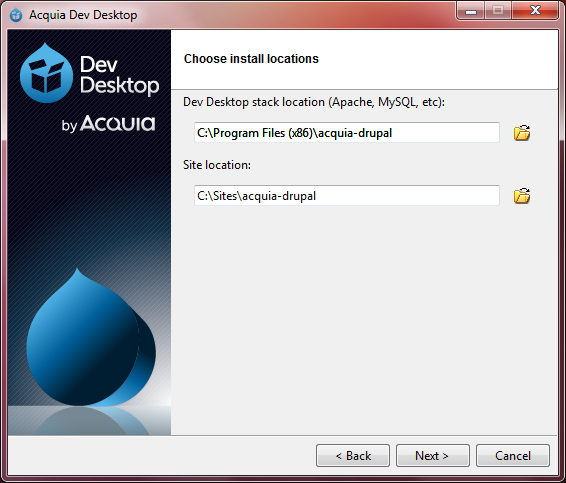 Acquia Dev Desktop
Dev
Desktop
by Acquia
Choose install locations
Dev Desktop stack location (Apache, MySQL, etc):
C:\Program Files (x86)\acquia-drupal
Site location:
C:\Sites\acquia-drupal
< Back
Next >
Cancel